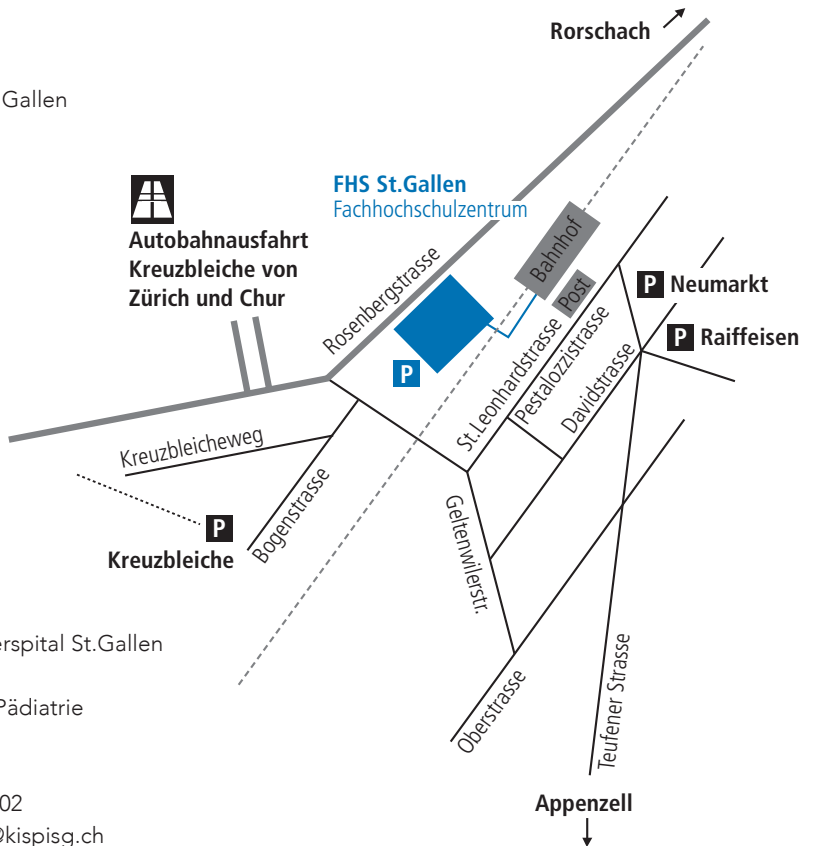 Rorschach
Gallen
FHS St.Gallen
Fachhochschulzentrum
Autobahnausfahrt
Kreuzbleiche von
Zürich und Chur
Rosenbergstrasse
Bahnhof
Post
P Neumarkt
P Raiffeisen
P
St.Leonhardstrasse
Pestalozzistrasse
Davidstrasse
Kreuzbleicheweg
Bogenstrasse
P
Kreuzbleiche
Geltenwilerstr.
erspital St.Gallen
Pädiatrie
Oberstrasse
Teufener Strasse
02
Appenzell
@kispisg.ch